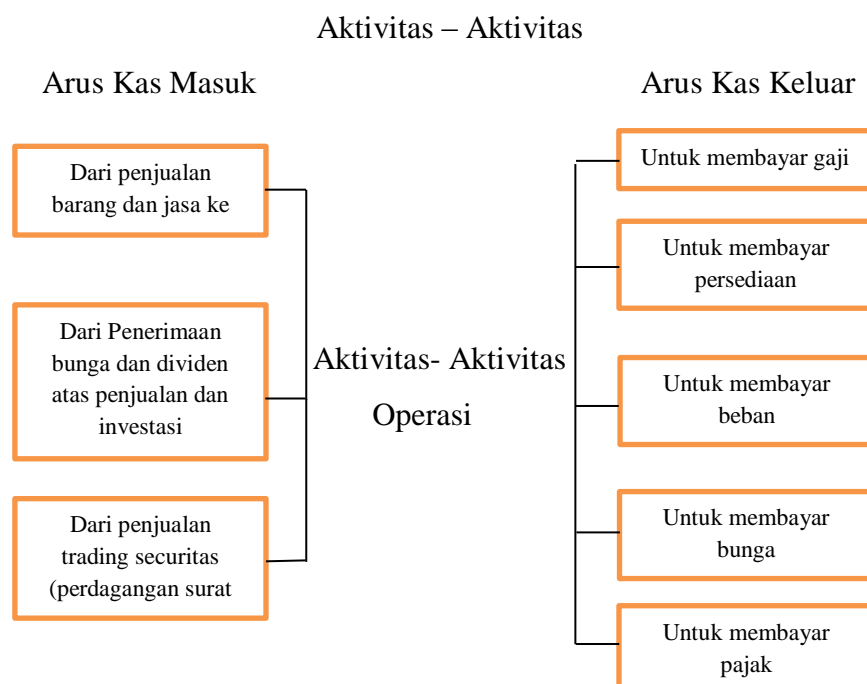 Aktivitas – Aktivitas
Arus Kas Masuk
Arus Kas Keluar
Dari penjualan
barang dan jasa ke
Dari Penerimaan
bunga dan dividen
atas penjualan dan
investasi
Dari penjualan
trading securitas
(perdagangan surat
Aktivitas- Aktivitas
Operasi
Untuk membayar gaji
Untuk membayar
persediaan
Untuk membayar
beban
Untuk membayar
bunga
Untuk membayar
pajak